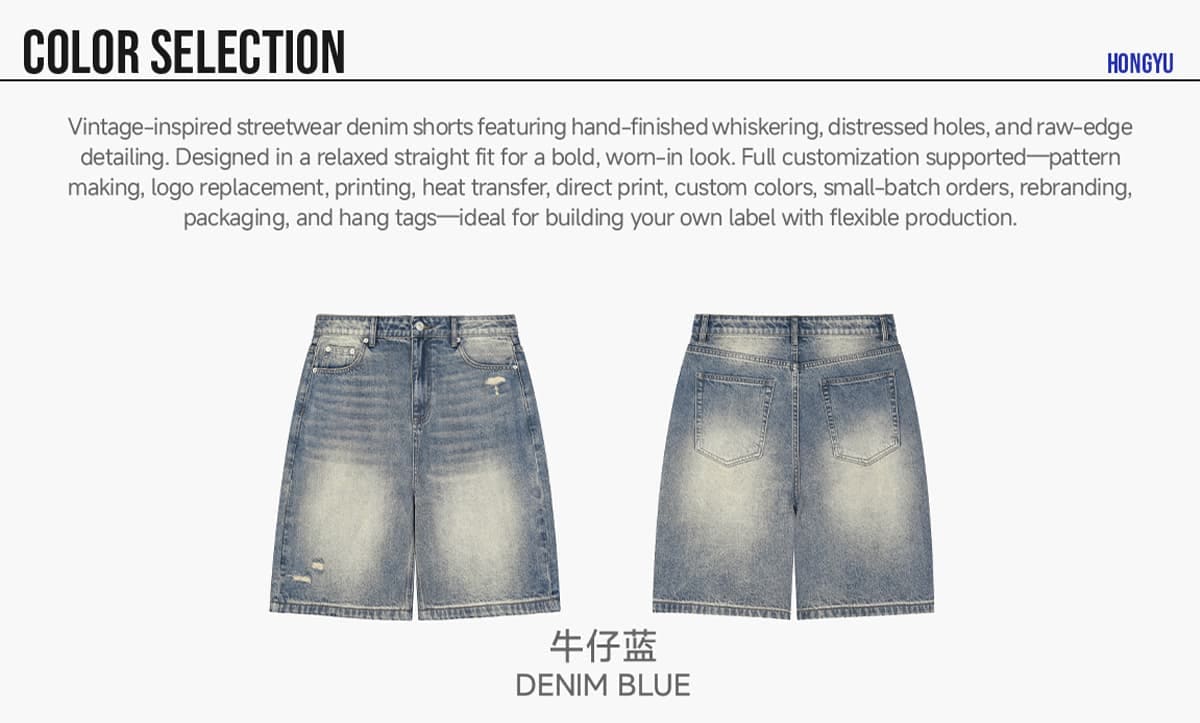 COLOR SELECTION
HONGYU
Vintage-inspired streetwear denim shorts featuring hand-finished whiskering, distressed holes, and raw-edge
detailing. Designed in a relaxed straight fit for a bold, worn-in look. Full customization supported—pattern
making, logo replacement, printing, heat transfer, direct print, custom colors, small-batch orders, rebranding,
packaging, and hang tags—ideal for building your own label with flexible production.
牛仔蓝
DENIM BLUE